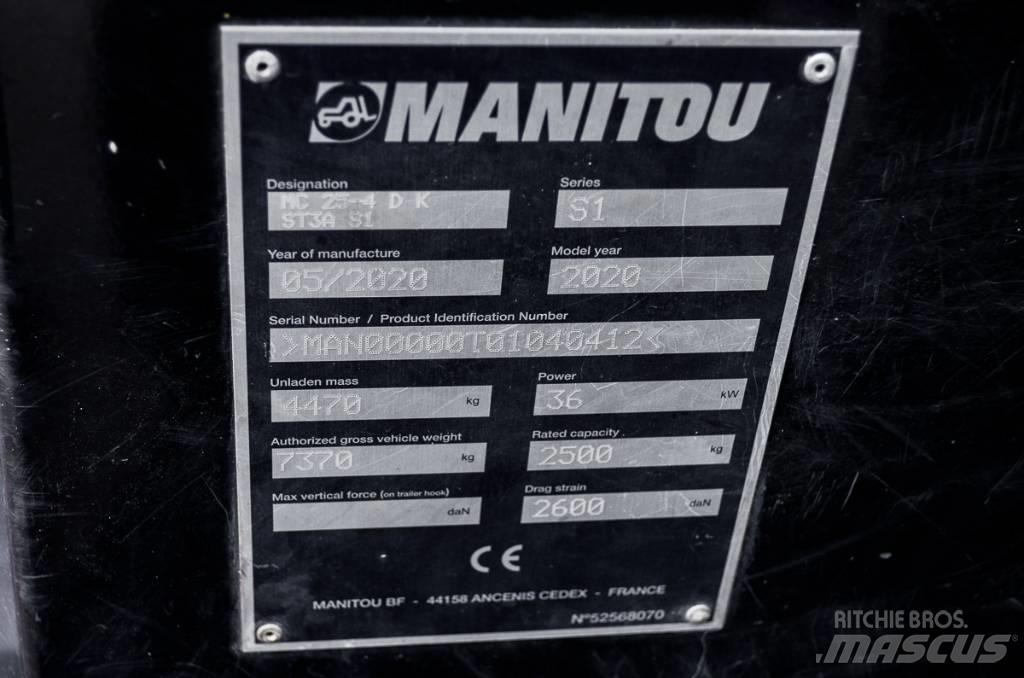 MANITOU
Designation
MC 25-4 D K
ST3A S1
Series
S1
Year of manufacture
05/2020
Model year
2020
Serial Number / Product Identification Number
>MAN00000T01040412<
Unladen mass
4470 kg
Power
36 kW
Authorized gross vehicle weight
7370 kg
Rated capacity
2500 kg
Max vertical force (on trailer hook)
daN
Drag strain
2600 daN
CE
MANITOU BF - 44158 ANCENIS CEDEX - FRANCE
N°52568070
RITCHIE BROS.
MASCUS